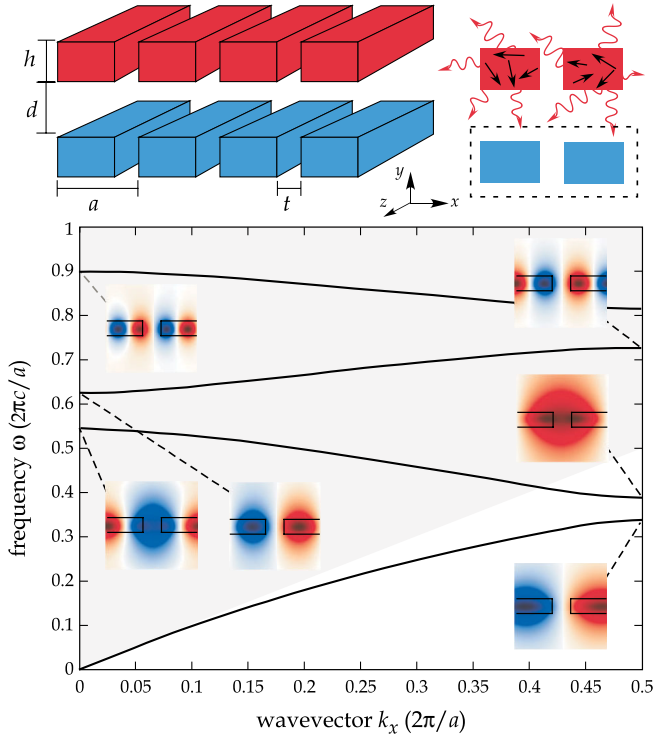 h
d
a
t
y
z
x
1
0.9
0.8
0.7
0.6
0.5
0.4
0.3
0.2
0.1
0
frequency ω (2πc/a)
0 0.05 0.1 0.15 0.2 0.25 0.3 0.35 0.4 0.45 0.5
wavevector kₓ (2π/a)